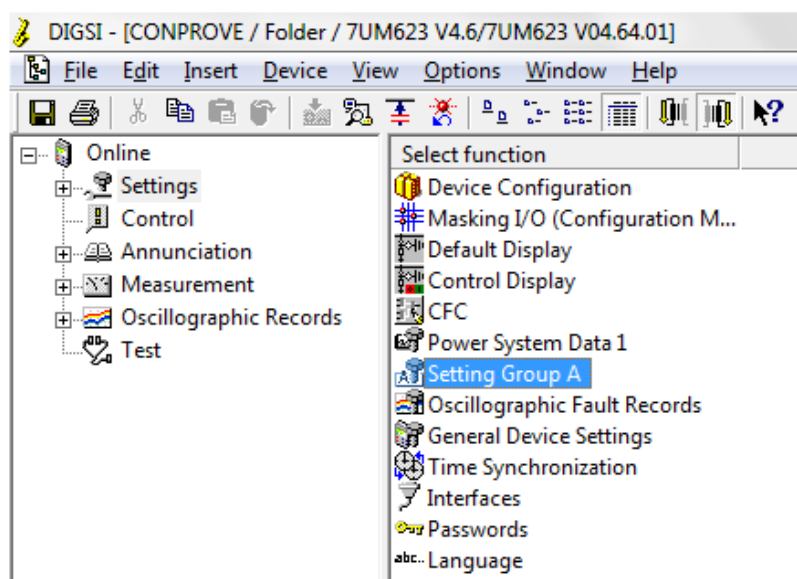 DIGSI - [CONPROVE / Folder / 7UM623 V4.6/7UM623 V04.64.01]
File Edit Insert Device View Options Window Help
Online
Settings
Control
Annunciation
Measurement
Oscillographic Records
Test
Select function
Device Configuration
Masking I/O (Configuration M...
Default Display
Control Display
CFC
Power System Data 1
Setting Group A
Oscillographic Fault Records
General Device Settings
Time Synchronization
Interfaces
Passwords
abc.. Language